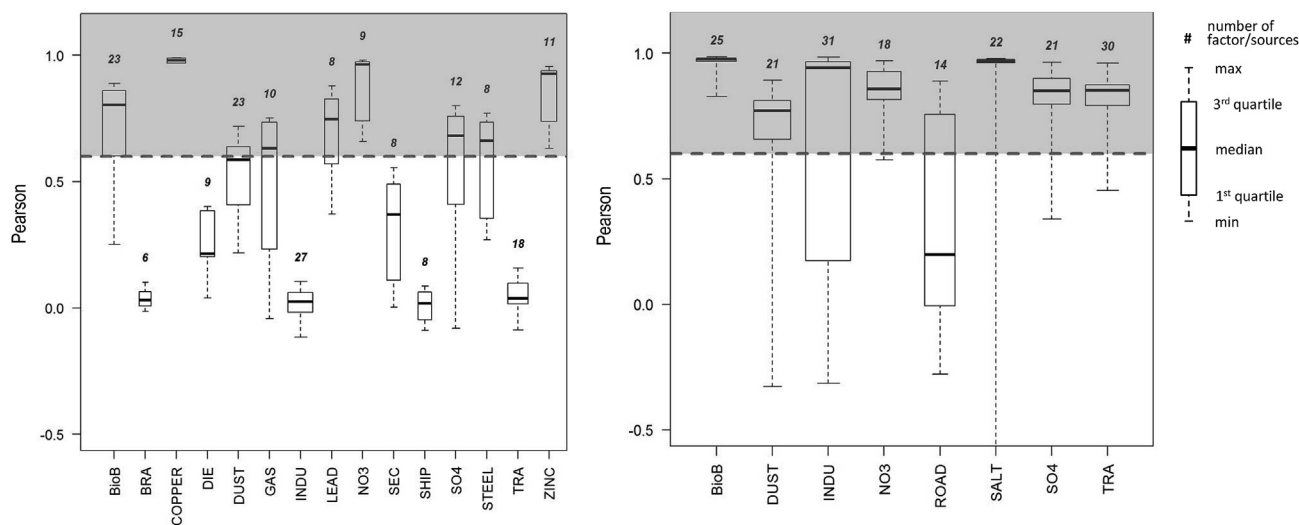 Pearson
1.0
0.5
0.0
-0.5
23
6
15
9
23
10
27
8
9
8
8
12
8
18
11
BioB
BRA
COPPER
DIE
DUST
GAS
INDU
LEAD
NO3
SEC
SHIP
SO4
STEEL
TRA
ZINC
Pearson
1.0
0.5
0.0
-0.5
25
21
31
18
14
22
21
30
BioB
DUST
INDU
NO3
ROAD
SALT
SO4
TRA
# number of
factor/sources
max
3rd quartile
median
1st quartile
min